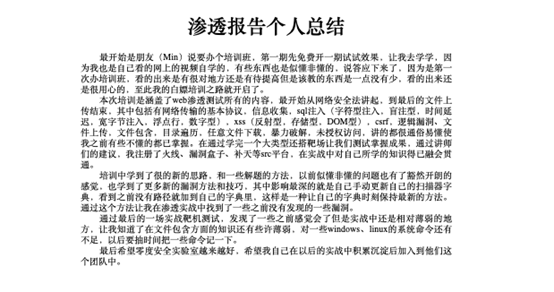 渗透报告个人总结
最开始是朋友（Min）说要办个培训班，第一期先免费开一期试试效果，让我去学学，因
为我也是自己看的网上的视频自学的，有些东西也是似懂非懂的，说答应下来了，因为是第一
次办培训班，看的出来是有很对地方还是有待提高但是该教的东西是一点没有少，看的出来还
是很用心的，至此我的白嫖培训之路就开启了。
本次培训是涵盖了web渗透测试所有的内容，最开始从网络安全法讲起，到最后的文件上
传结束，其中包括有网络传输的基本协议，信息收集，sql注入（字符型注入，盲注型，时间延
迟，宽字节注入，浮点行，数字型），xss（反射型，存储型，DOM型），csrf，逻辑漏洞，文
件上传，文件包含，目录遍历，任意文件下载，暴力破解，未授权访问，讲的都很通俗易懂使
我之前有些不懂的都已掌握。在通过学完一个大类型还搭靶场让我们测试掌握成果，通过讲师
们的建议，我注册了火线、漏洞盒子、补天等src平台，在实战中对自己所学的知识得已融会贯
通。
培训中学到了很的新的思路，和一些解题的方法，以前似懂非懂的问题也有了豁然开朗的
感觉，也学到了更多新的漏洞方法和技巧，其中影响最深的就是自己手动更新自己的扫描器字
典，看到之前没有路径就加到自己的字典里，这样是一种让自己的字典时刻保持最新的方法。
通过这个方法让我在渗透实战中找到了一些之前没有发现的一些漏洞。
通过最后的一场实战靶机测试，发现了一些之前感觉会了但是实战中还是相对薄弱的地
方，让我知道了在文件包含方面的知识还有些许薄弱，对一些windows、linux的系统命令还有
不足，以后要抽时间把一些命令记一下。
最后希望零度安全实验室越来越好，希望我自己在以后的实战中积累沉淀后加入到他们这
个团队中。